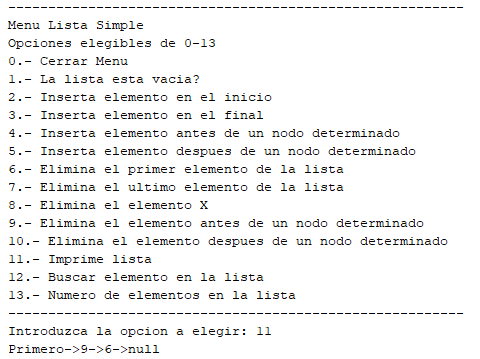 ---------------------------------------------------------
Menu Lista Simple
Opciones elegibles de 0-13
0.- Cerrar Menu
1.- La lista esta vacia?
2.- Inserta elemento en el inicio
3.- Inserta elemento en el final
4.- Inserta elemento antes de un nodo determinado
5.- Inserta elemento despues de un nodo determinado
6.- Elimina el primer elemento de la lista
7.- Elimina el ultimo elemento de la lista
8.- Elimina el elemento X
9.- Elimina el elemento antes de un nodo determinado
10.- Elimina el elemento despues de un nodo determinado
11.- Imprime lista
12.- Buscar elemento en la lista
13.- Numero de elementos en la lista
---------------------------------------------------------
Introduzca la opcion a elegir: 11
Primero->9->6->null